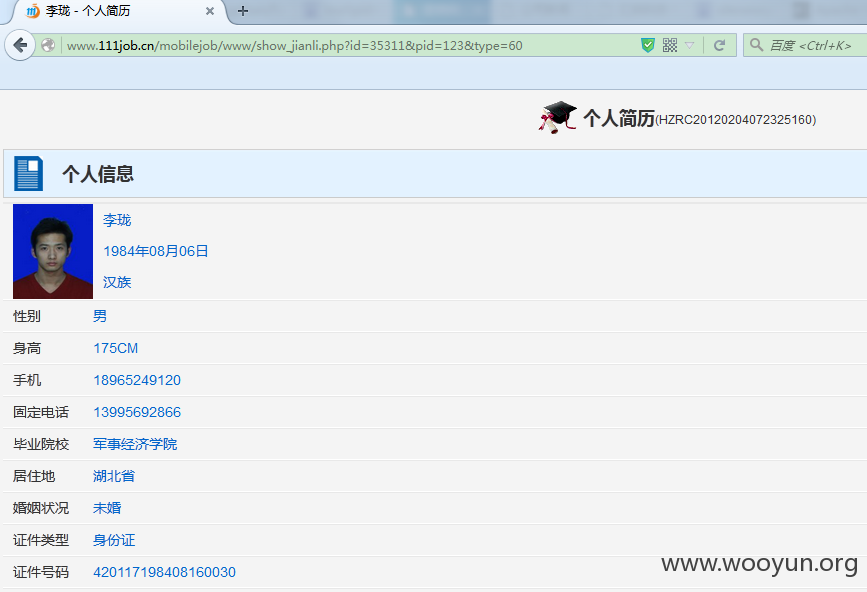 李珑 - 个人简历
www.111job.cn/mobilejob/www/show_jianli.php?id=35311&pid=123&type=60
百度 <Ctrl+K>
个人简历(HZRC20120204072325160)
个人信息
李珑
1984年08月06日
汉族
性别 男
身高 175CM
手机 18965249120
固定电话 13995692866
毕业院校 军事经济学院
居住地 湖北省
婚姻状况 未婚
证件类型 身份证
证件号码 420117198408160030
www.wooyun.org